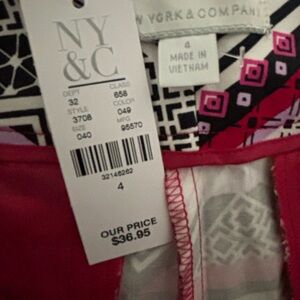 NY
&C
DEPT CLASS
32 658
STYLE COLOR
3708 049
SIZE MFG
040 95570
32146262
4
OUR PRICE
$36.95
W YORK & COMPANY
4
MADE IN
VIETNAM